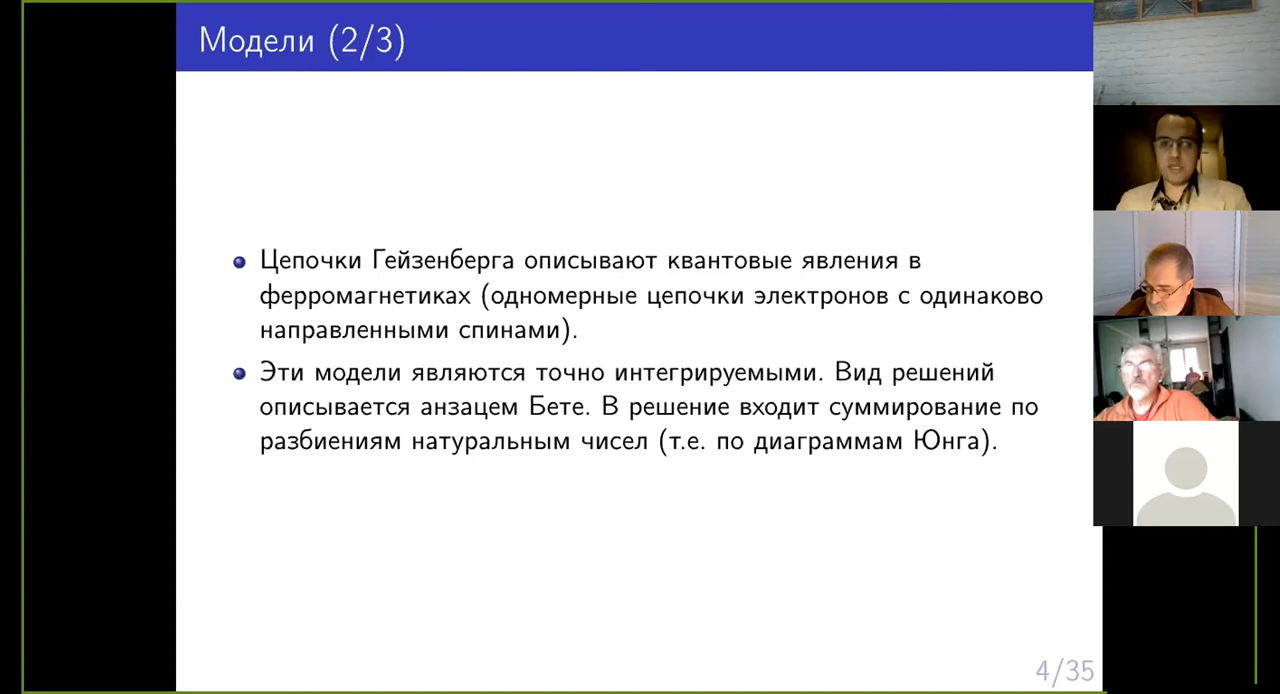 Модели (2/3)
Цепочки Гейзенберга описывают квантовые явления в
ферромагнетиках (одномерные цепочки электронов с одинаково
направленными спинами).
Эти модели являются точно интегрируемыми. Вид решений
описывается анзацем Бете. В решение входит суммирование по
разбиениям натуральным чисел (т.е. по диаграммам Юнга).
4/35